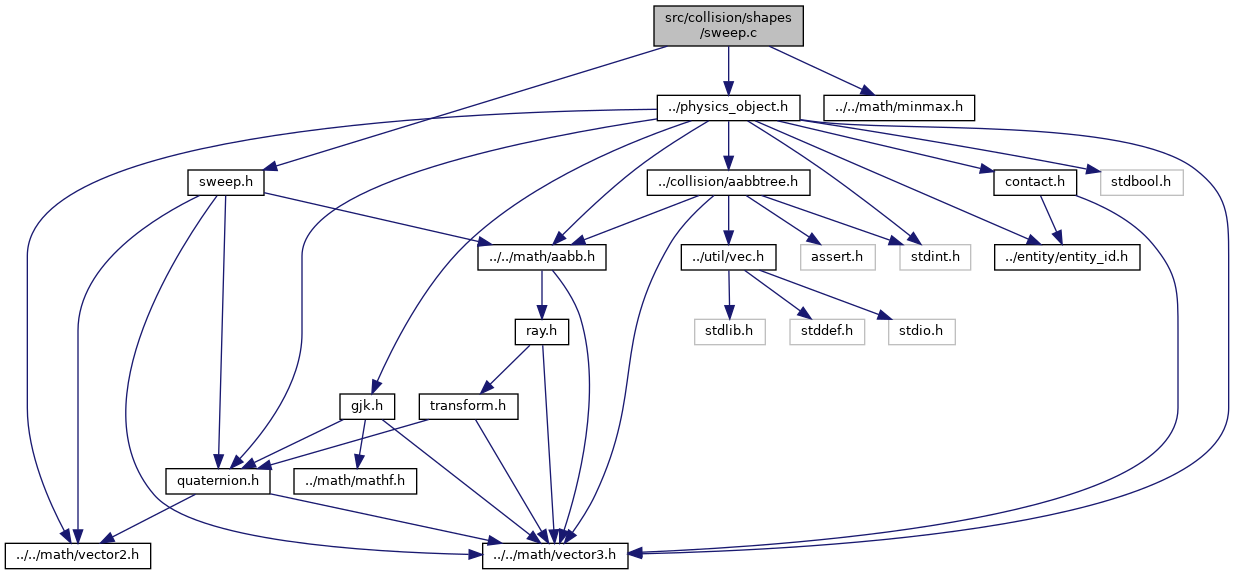 src/collision/shapes
/sweep.c
../physics_object.h
../../math/minmax.h
sweep.h
../collision/aabbtree.h
contact.h
stdbool.h
../../math/aabb.h
../util/vec.h
assert.h
stdint.h
../entity/entity_id.h
ray.h
stdlib.h
stddef.h
stdio.h
gjk.h
transform.h
quaternion.h
../math/mathf.h
../../math/vector2.h
../../math/vector3.h